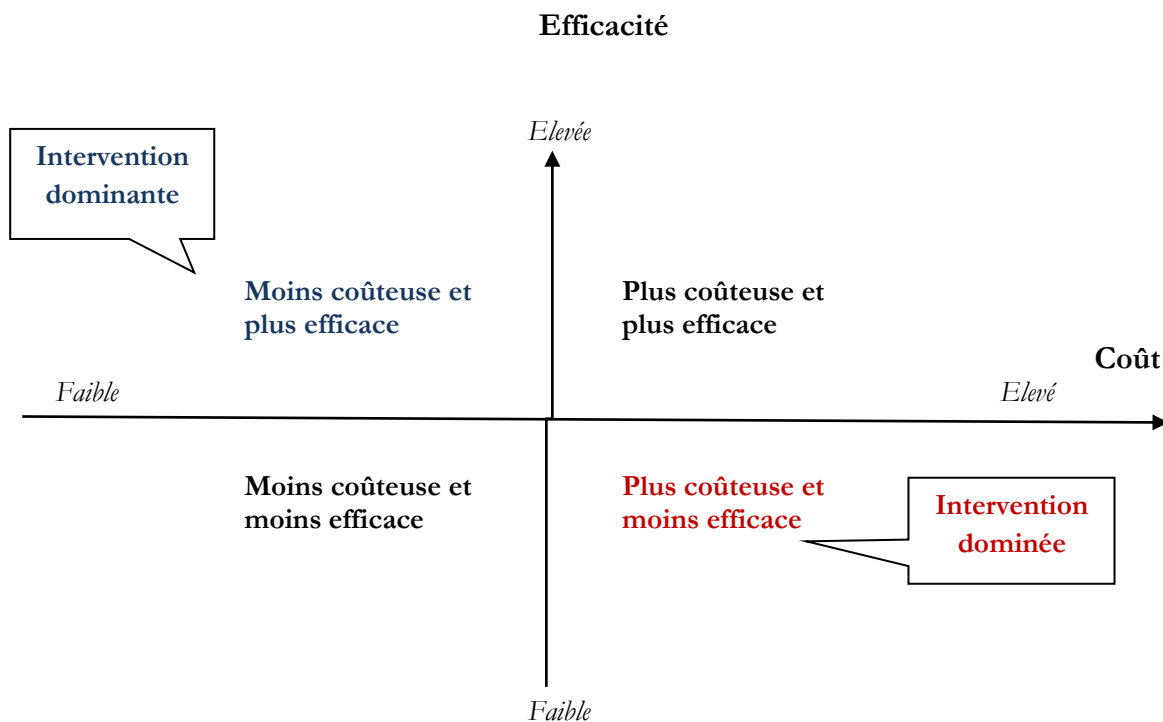 Efficacité
Elevée
Intervention
dominante
Moins coûteuse et
plus efficace
Plus coûteuse et
plus efficace
Coût
Faible
Elevé
Moins coûteuse et
moins efficace
Plus coûteuse et
moins efficace
Intervention
dominée
Faible